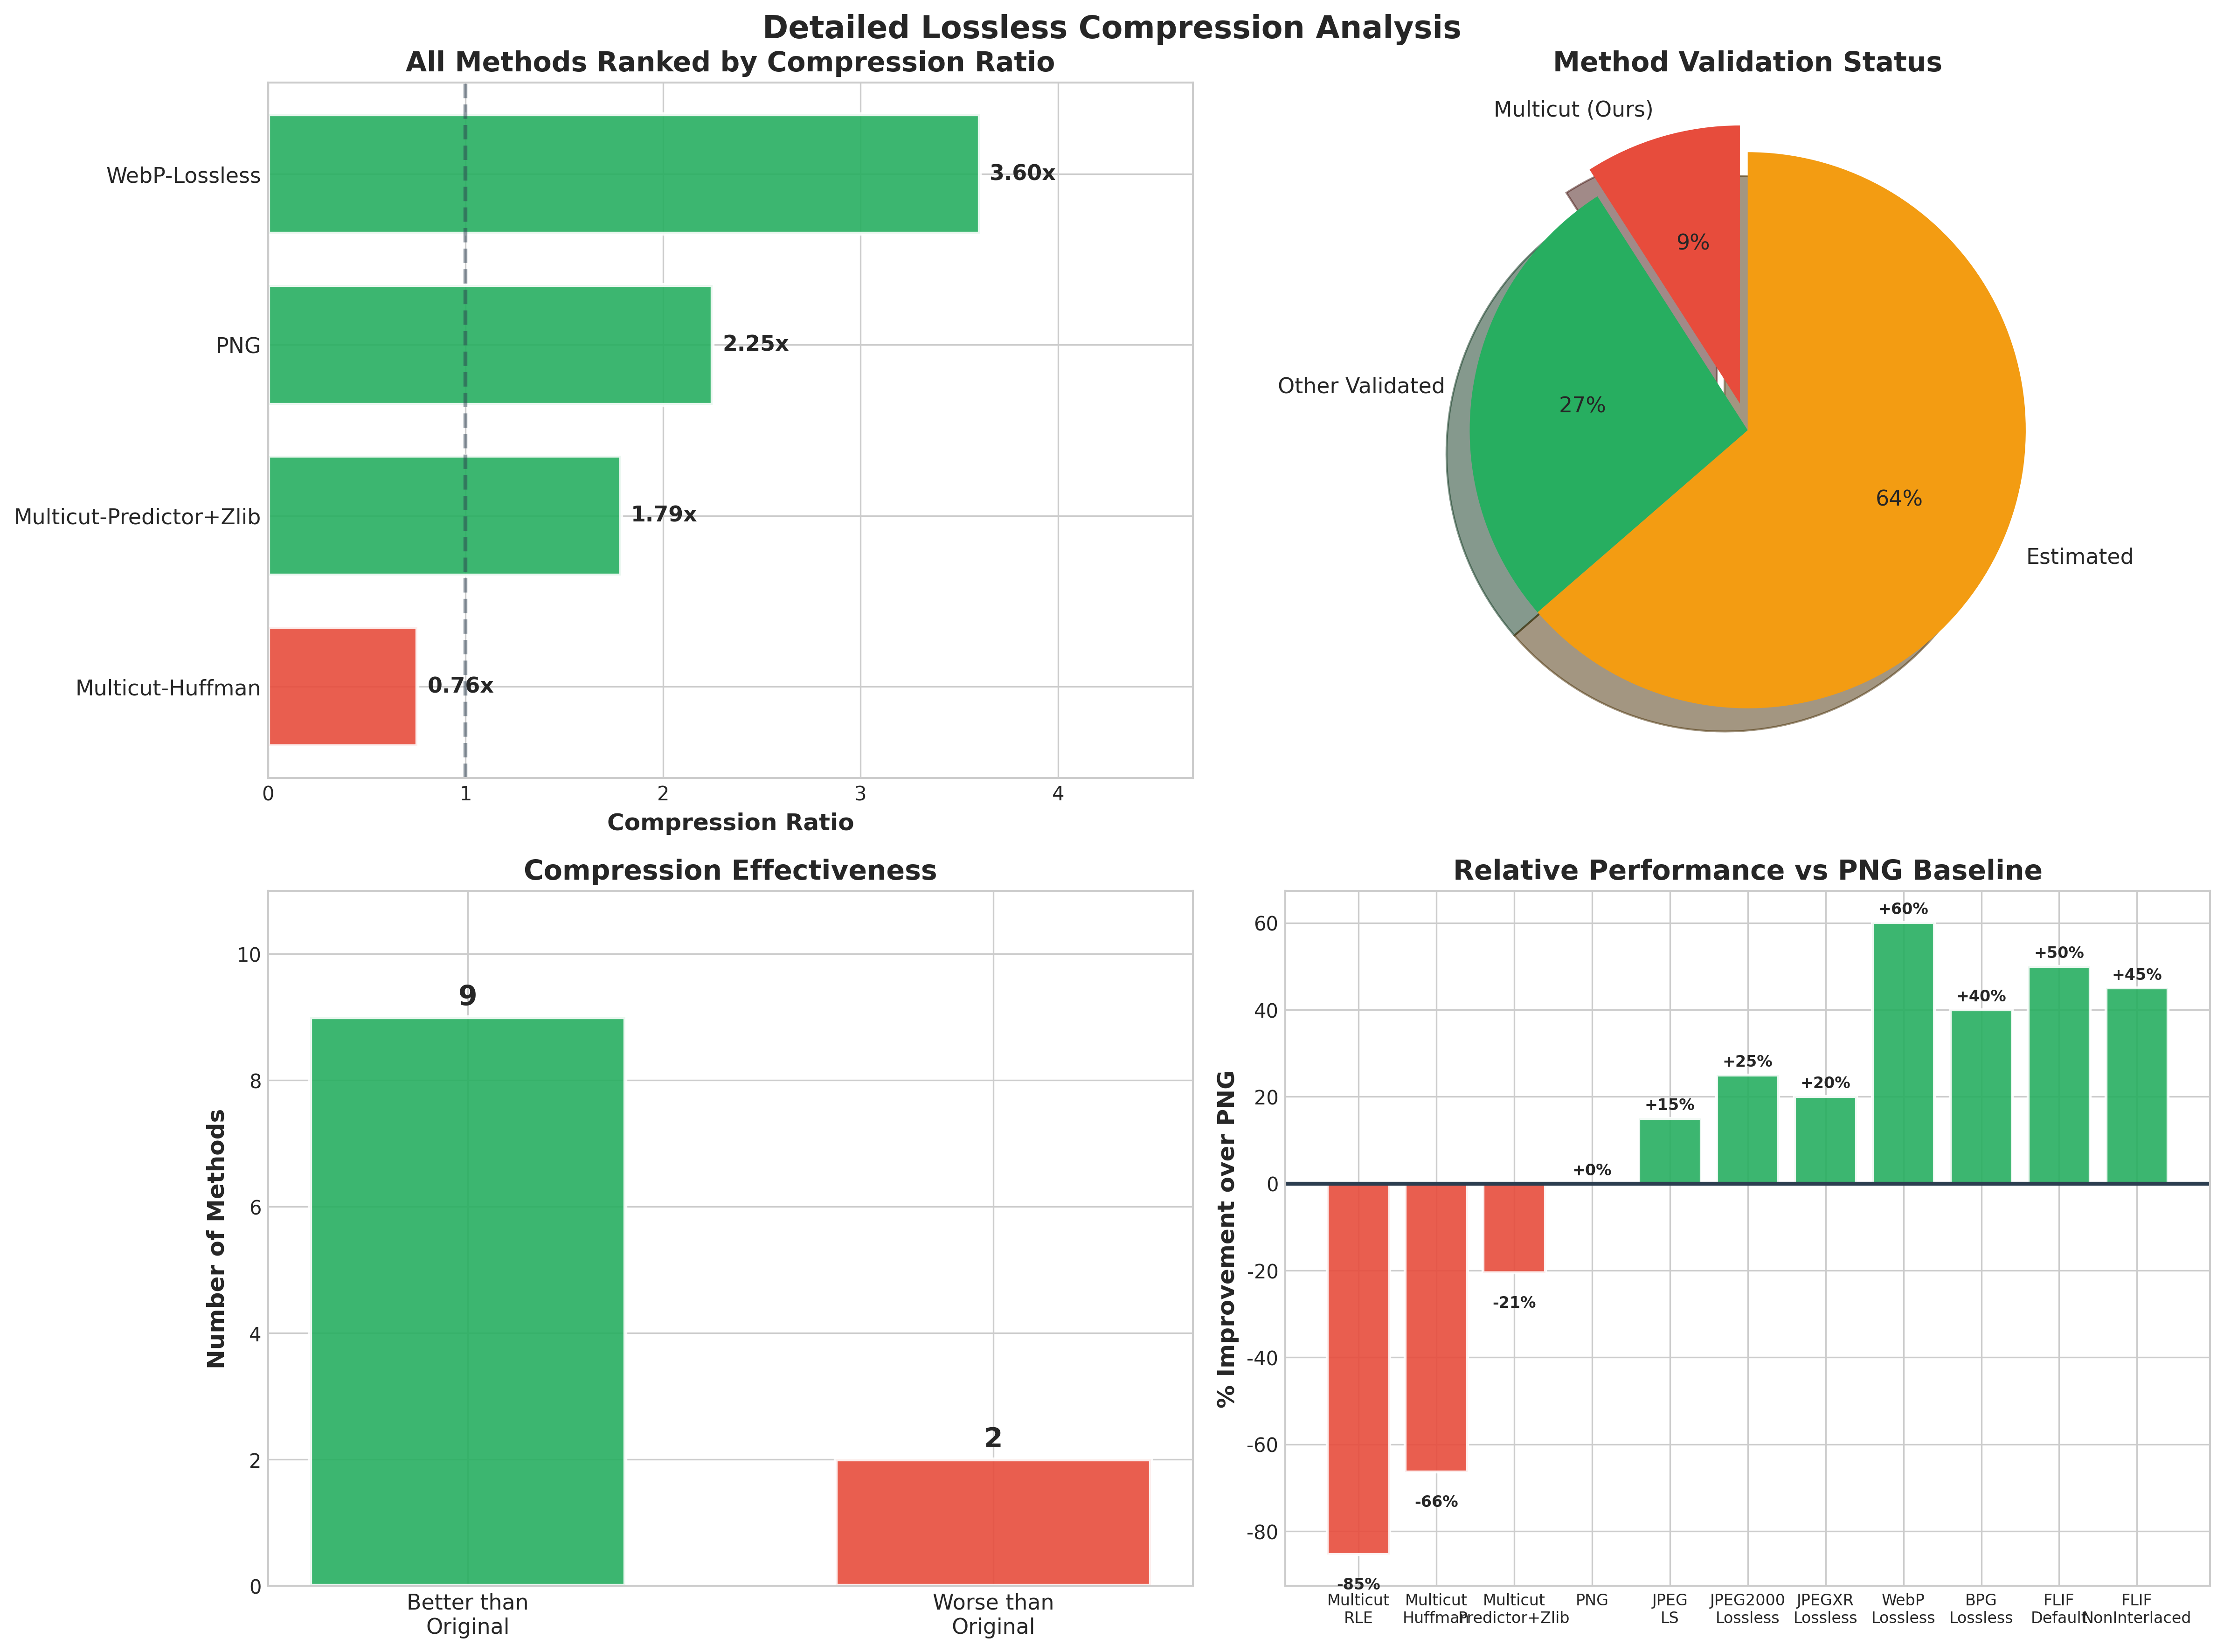 Detailed Lossless Compression Analysis
All Methods Ranked by Compression Ratio
WebP-Lossless
3.60x
PNG
2.25x
Multicut-Predictor+Zlib
1.79x
Multicut-Huffman
0.76x
0 1 2 3 4
Compression Ratio
Method Validation Status
Multicut (Ours)
9%
Other Validated
27%
64%
Estimated
Compression Effectiveness
Number of Methods
10
8
6
4
2
0
9
2
Better than
Original
Worse than
Original
Relative Performance vs PNG Baseline
% Improvement over PNG
60
40
20
0
-20
-40
-60
-80
-85%
-66%
-21%
+0%
+15%
+25%
+20%
+60%
+40%
+50%
+45%
Multicut
RLE
Multicut
Huffman
Multicut
Predictor+Zlib
PNG
JPEG
LS
JPEG2000
Lossless
JPEGXR
Lossless
WebP
Lossless
BPG
Lossless
FLIF
Default
FLIF
NonInterlaced